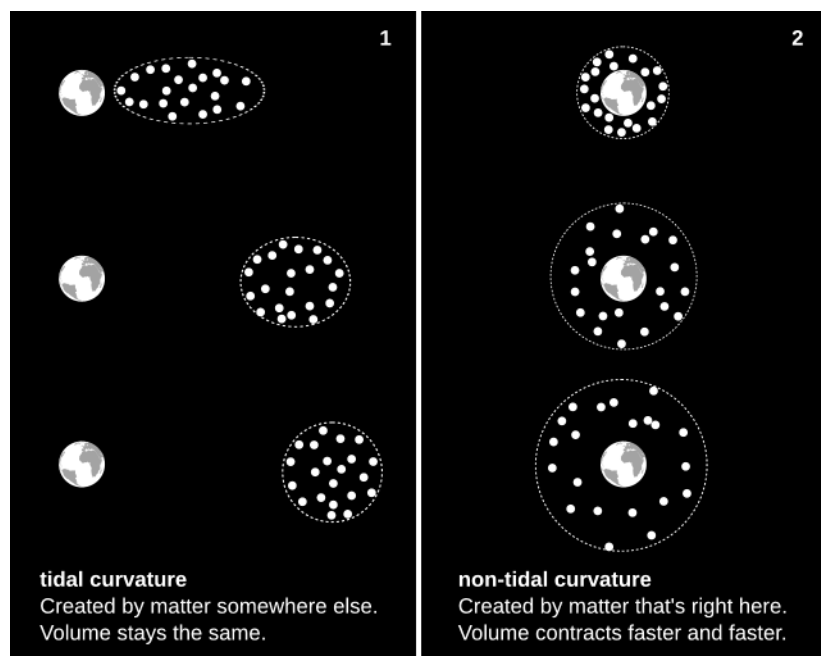 1
tidal curvature
Created by matter somewhere else.
Volume stays the same.
2
non-tidal curvature
Created by matter that's right here.
Volume contracts faster and faster.